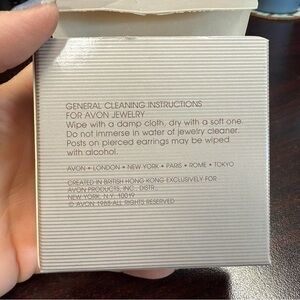 GENERAL CLEANING INSTRUCTIONS
FOR AVON JEWELRY
Wipe with a damp cloth, dry with a soft one.
Do not immerse in water of jewelry cleaner.
Posts on pierced earrings may be wiped
with alcohol.
AVON • LONDON • NEW YORK • PARIS • ROME • TOKYO
CREATED IN BRITISH HONG KONG EXCLUSIVELY FOR
AVON PRODUCTS, INC., DISTR.,
NEW YORK, N.Y. 10019
© AVON 1988 ALL RIGHTS RESERVED